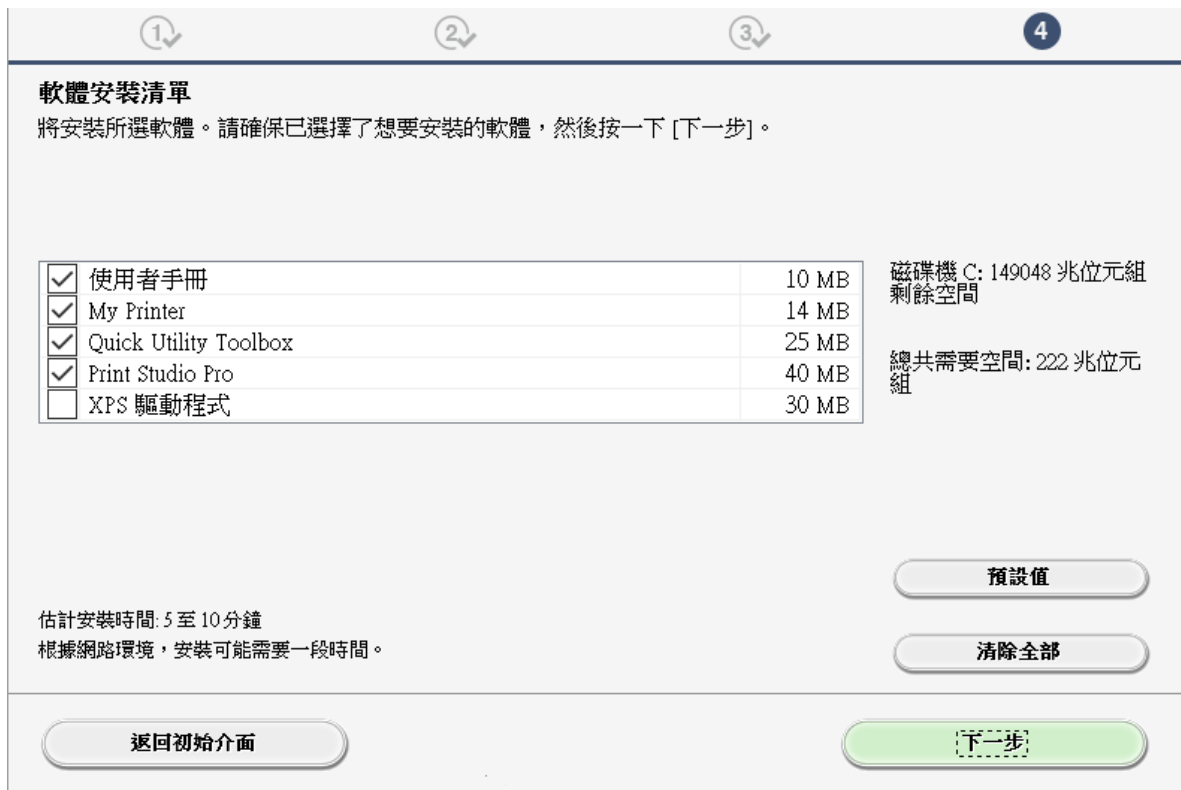 1 2 3 4
軟體安裝清單
將安裝所選軟體。請確保已選擇了想要安裝的軟體，然後按一下 [下一步]。
使用者手冊 10 MB
My Printer 14 MB
Quick Utility Toolbox 25 MB
Print Studio Pro 40 MB
XPS 驅動程式 30 MB
磁碟機 C: 149048 兆位元組
剩餘空間
總共需要空間: 222 兆位元
組
預設值
估計安裝時間: 5 至 10 分鐘
根據網路環境，安裝可能需要一段時間。
清除全部
返回初始介面
下一步